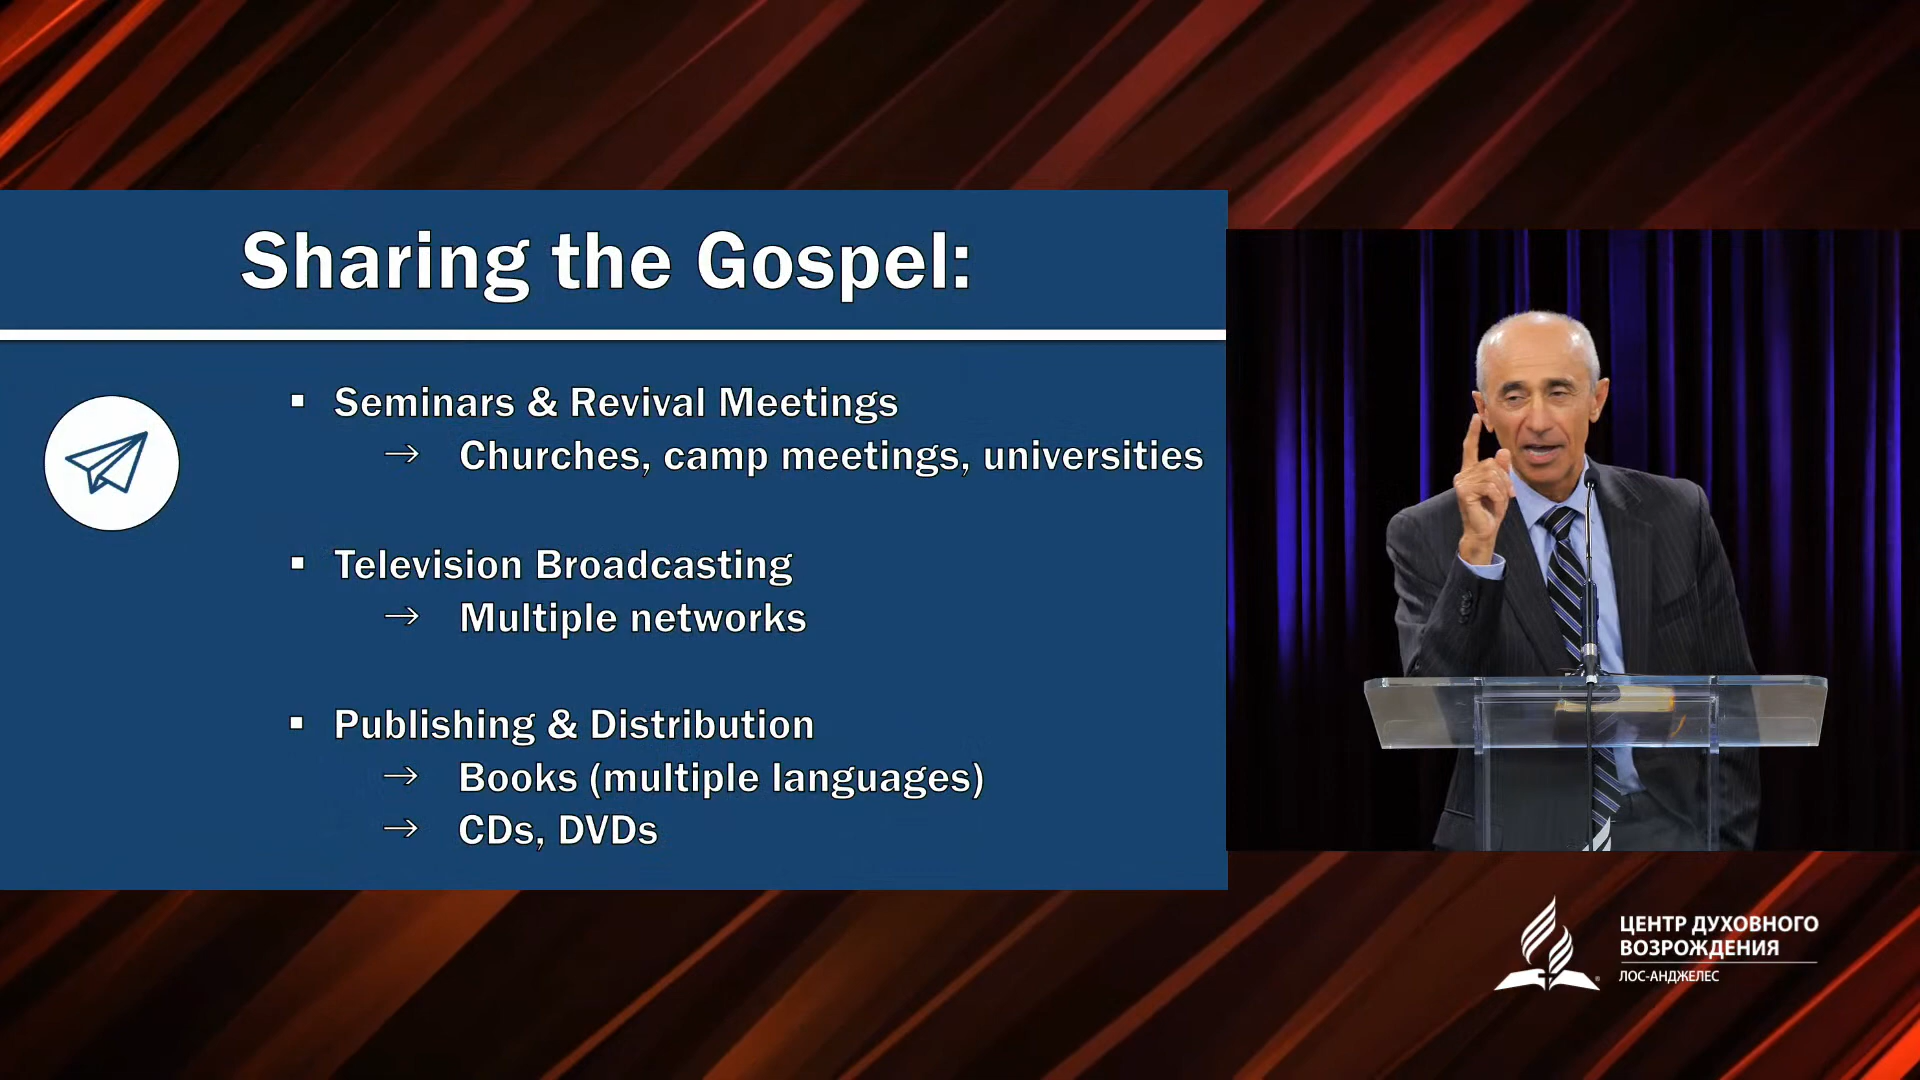 Sharing the Gospel:
▪ Seminars & Revival Meetings
→ Churches, camp meetings, universities
▪ Television Broadcasting
→ Multiple networks
▪ Publishing & Distribution
→ Books (multiple languages)
→ CDs, DVDs
ЦЕНТР ДУХОВНОГО
ВОЗРОЖДЕНИЯ
ЛОС-АНДЖЕЛЕС